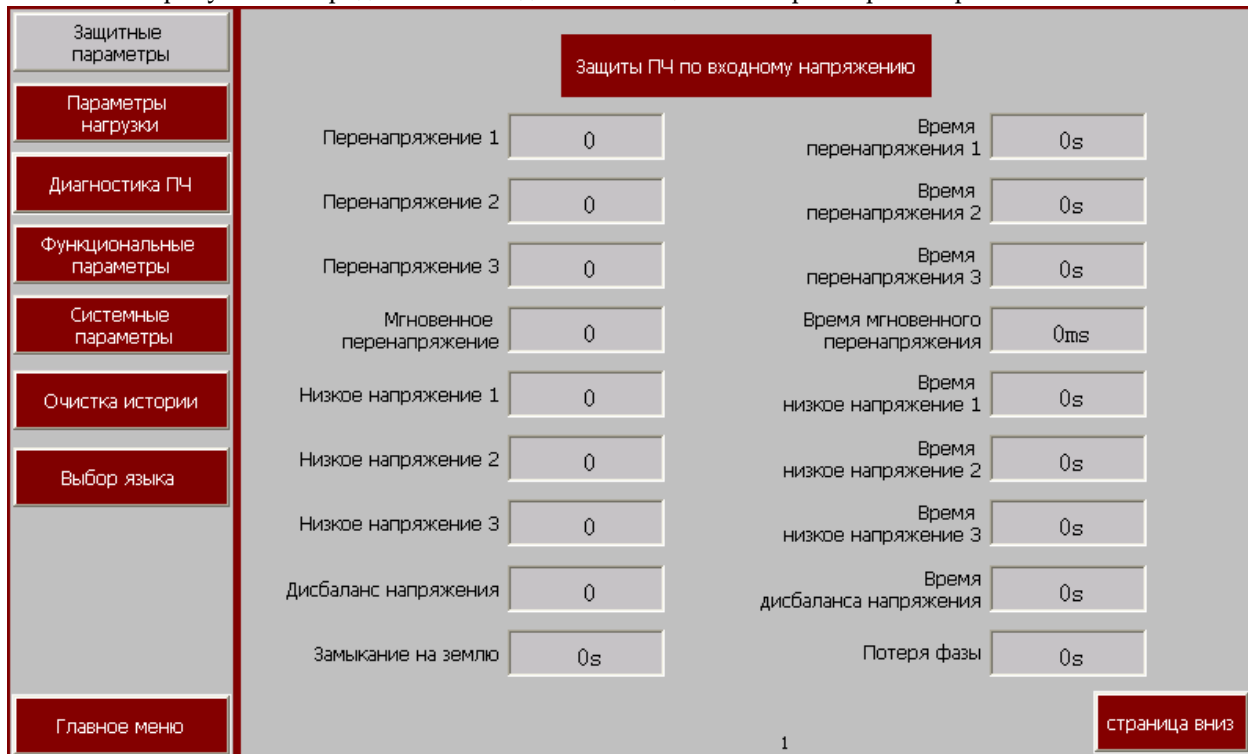 Защитные
параметры
Параметры
нагрузки
Диагностика ПЧ
Функциональные
параметры
Системные
параметры
Очистка истории
Выбор языка
Главное меню
Защиты ПЧ по входному напряжению
Перенапряжение 1
0
Время
перенапряжения 1
0s
Перенапряжение 2
0
Время
перенапряжения 2
0s
Перенапряжение 3
0
Время
перенапряжения 3
0s
Мгновенное
перенапряжение
0
Время мгновенного
перенапряжения
0ms
Низкое напряжение 1
0
Время
низкое напряжение 1
0s
Низкое напряжение 2
0
Время
низкое напряжение 2
0s
Низкое напряжение 3
0
Время
низкое напряжение 3
0s
Дисбаланс напряжения
0
Время
дисбаланса напряжения
0s
Замыкание на землю
0s
Потеря фазы
0s
страница вниз
1